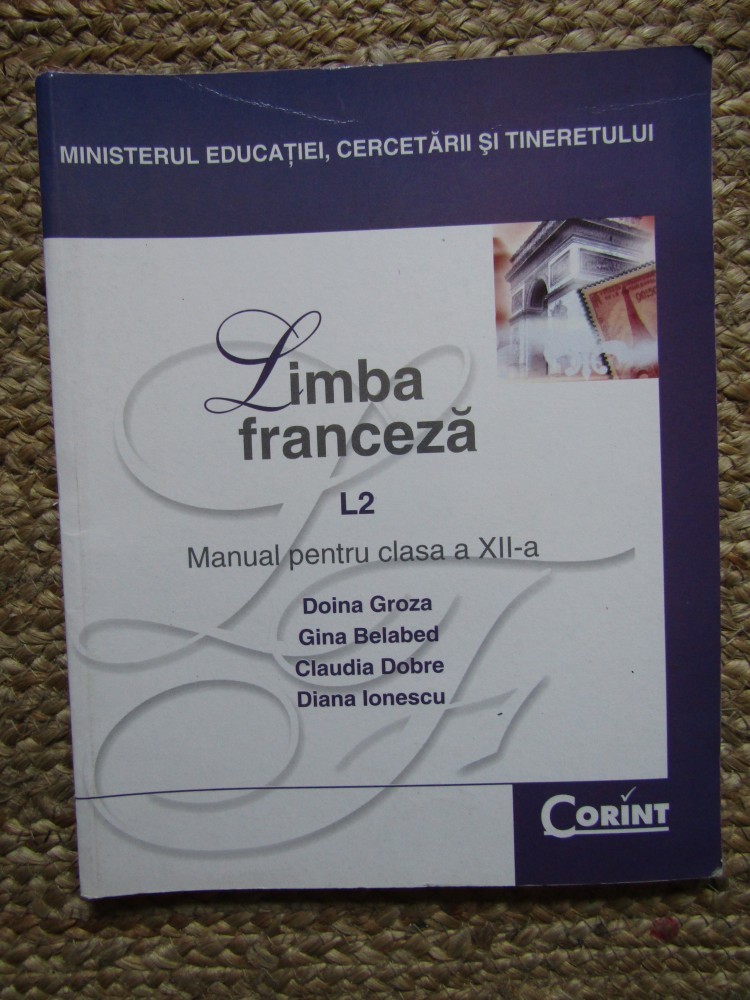 MINISTERUL EDUCAȚIEI, CERCETĂRII ȘI TINERETULUI
Limba
franceză
L2
Manual pentru clasa a XII-a
Doina Groza
Gina Belabed
Claudia Dobre
Diana Ionescu
CORINT